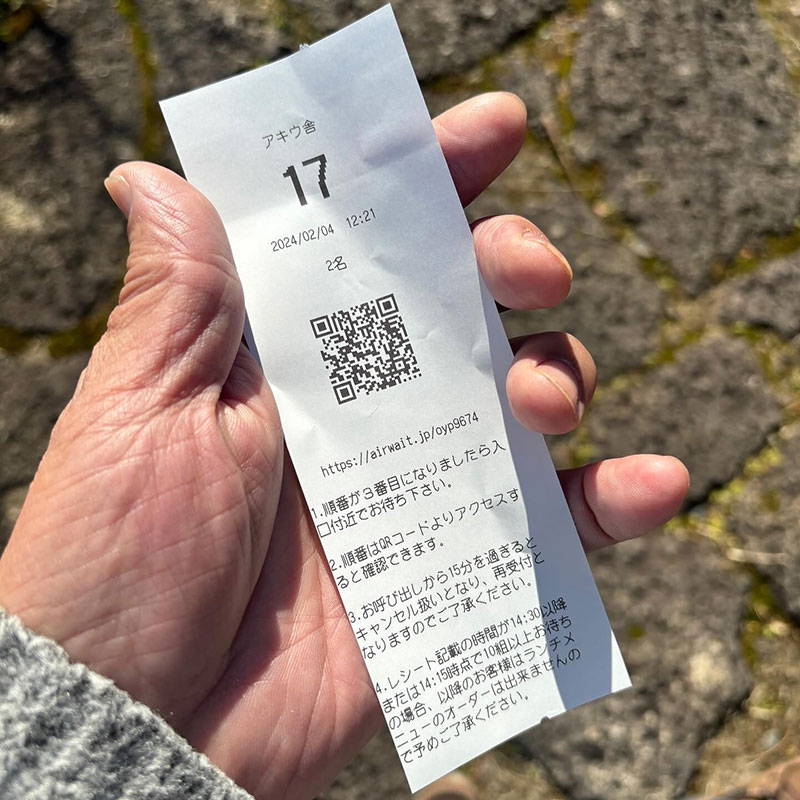 アキウ舎
17
2024/02/04 12:21
2名
https://airwait.jp/oyp9674
1.順番が3番目になりましたら入
口付近でお待ち下さい。
2.順番はQRコードよりアクセスす
ると確認できます。
3.お呼び出しから15分を過ぎると
キャンセル扱いとなり、再受付と
なりますのでご了承ください。
4.レシート記載の時間が14:30以降
または14:15時点で10組以上お待ち
の場合、以降のお客様はランチメ
ニューのオーダーは出来ませんの
で予めご了承ください。